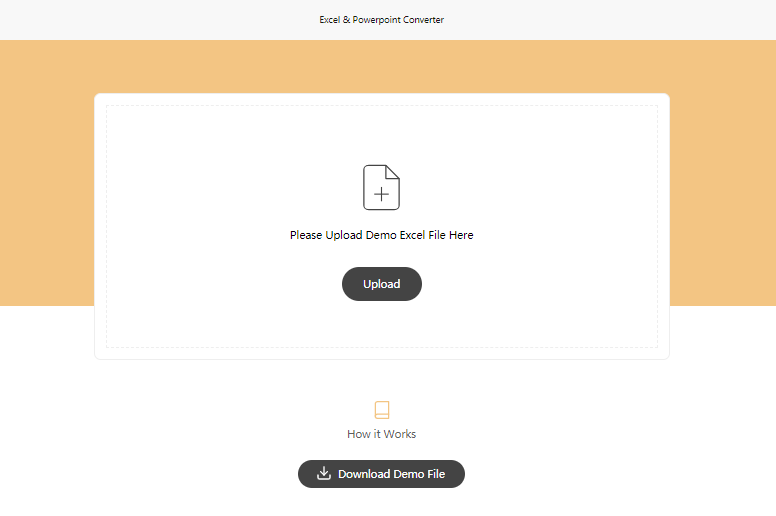 Excel & Powerpoint Converter
Please Upload Demo Excel File Here
Upload
How it Works
Download Demo File